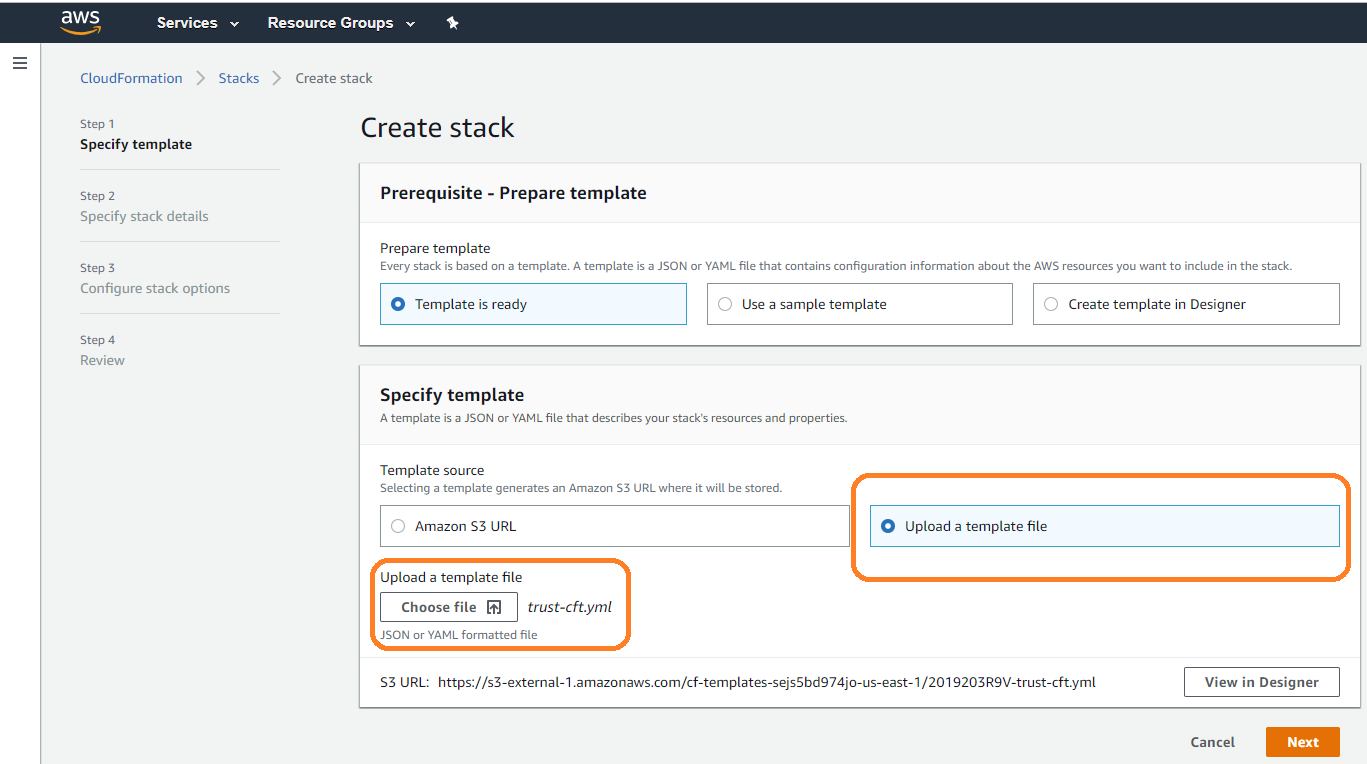 aws Services Resource Groups
CloudFormation Stacks Create stack
Step 1
Specify template
Step 2
Specify stack details
Step 3
Configure stack options
Step 4
Review
Create stack
Prerequisite - Prepare template
Prepare template
Every stack is based on a template. A template is a JSON or YAML file that contains configuration information about the AWS resources you want to include in the stack.
Template is ready Use a sample template Create template in Designer
Specify template
A template is a JSON or YAML file that describes your stack's resources and properties.
Template source
Selecting a template generates an Amazon S3 URL where it will be stored.
Amazon S3 URL Upload a template file
Upload a template file
Choose file trust-cft.yml
JSON or YAML formatted file
S3 URL: https://s3-external-1.amazonaws.com/cf-templates-sejs5bd974jo-us-east-1/2019203R9V-trust-cft.yml View in Designer
Cancel Next